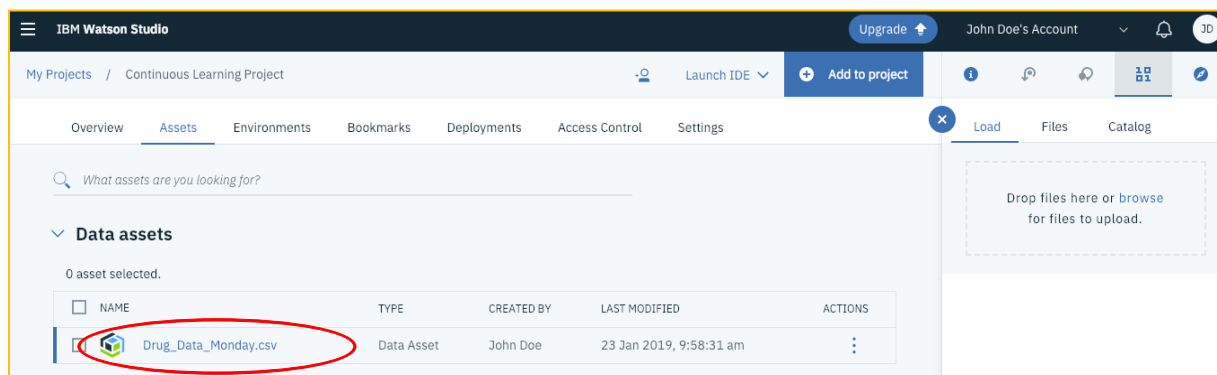 IBM Watson Studio
Upgrade
John Doe's Account
JD
My Projects / Continuous Learning Project
Launch IDE
Add to project
Overview
Assets
Environments
Bookmarks
Deployments
Access Control
Settings
Load
Files
Catalog
What assets are you looking for?
Drop files here or browse
for files to upload.
Data assets
0 asset selected.
NAME
TYPE
CREATED BY
LAST MODIFIED
ACTIONS
Drug_Data_Monday.csv
Data Asset
John Doe
23 Jan 2019, 9:58:31 am